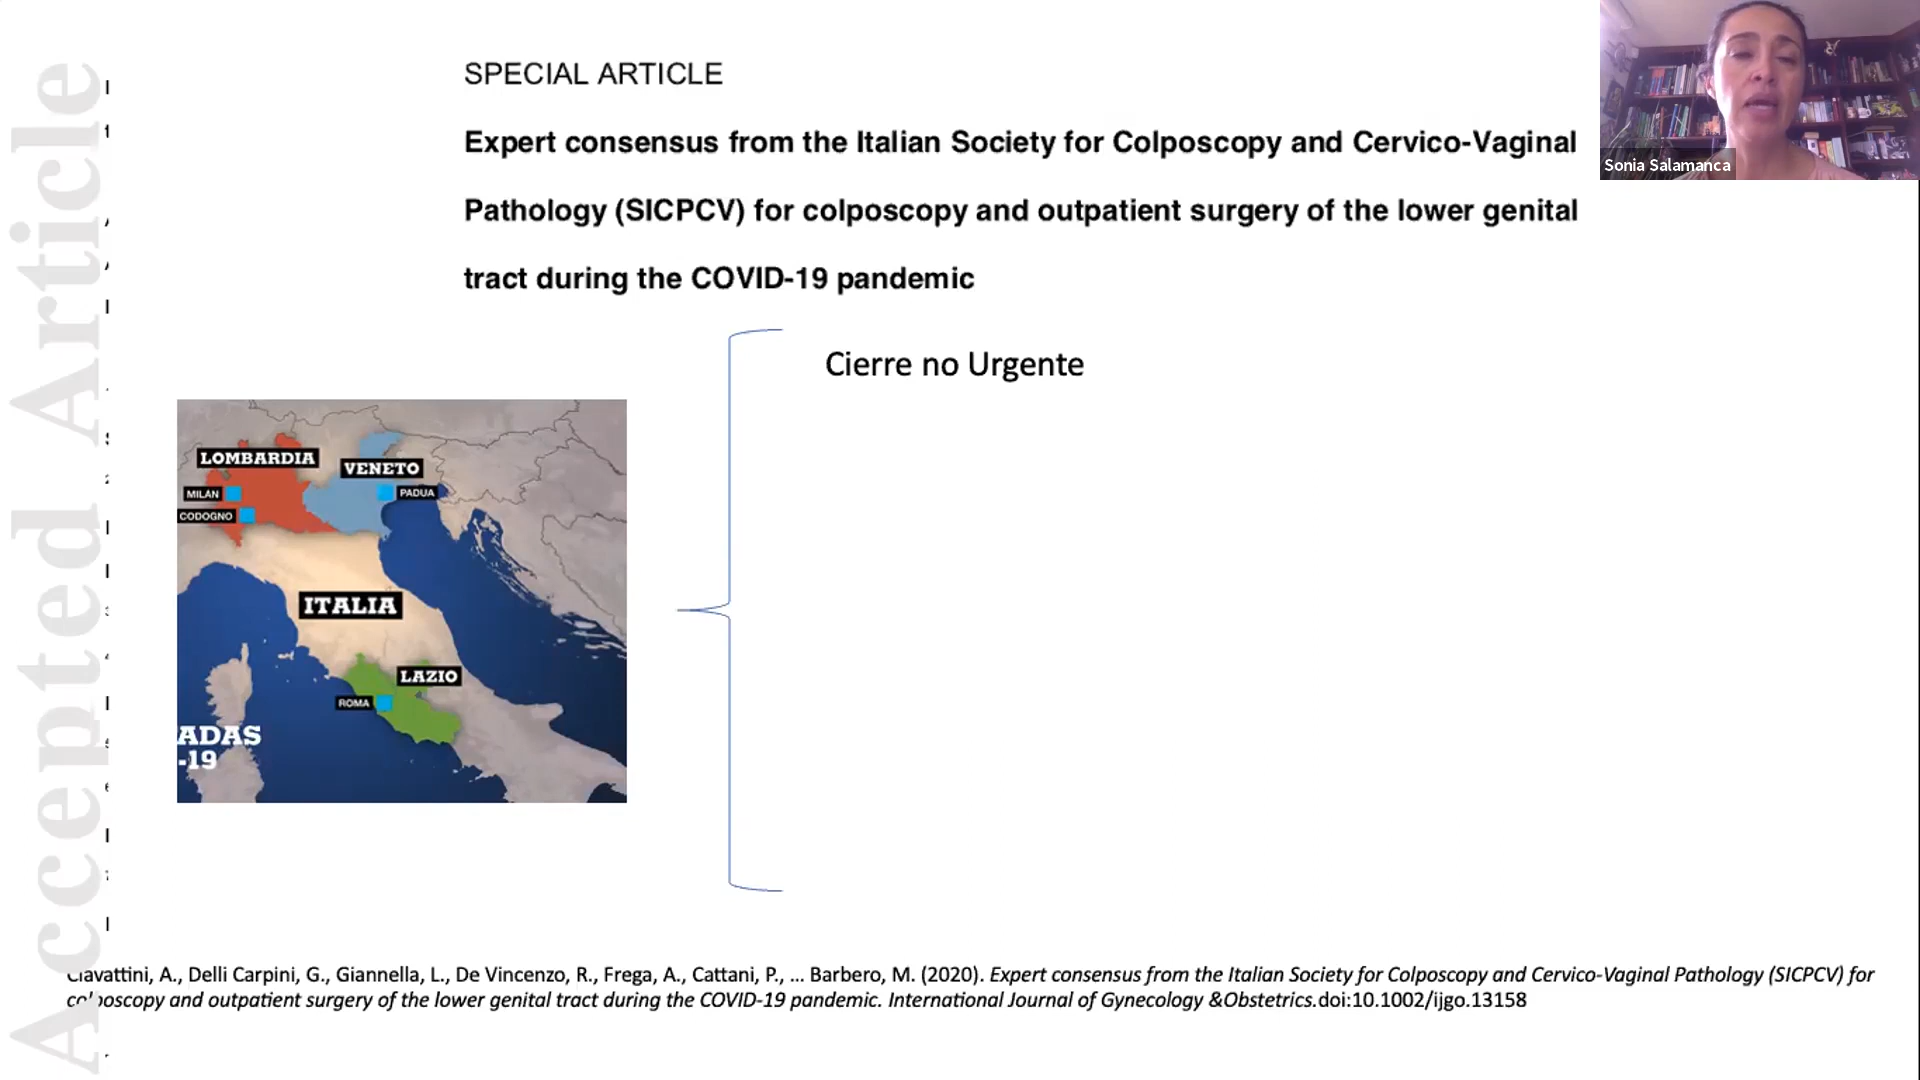 Accepted Article
SPECIAL ARTICLE
Expert consensus from the Italian Society for Colposcopy and Cervico-Vaginal
Pathology (SICPCV) for colposcopy and outpatient surgery of the lower genital
tract during the COVID-19 pandemic
Sonia Salamanca
Cierre no Urgente
LOMBARDIA
VENETO
MILÁN
PADUA
CODOGNO
ITALIA
LAZIO
ROMA
ADAS
-19
Ciavattini, A., Delli Carpini, G., Giannella, L., De Vincenzo, R., Frega, A., Cattani, P., ... Barbero, M. (2020). Expert consensus from the Italian Society for Colposcopy and Cervico-Vaginal Pathology (SICPCV) for
colposcopy and outpatient surgery of the lower genital tract during the COVID-19 pandemic. International Journal of Gynecology &Obstetrics.doi:10.1002/ijgo.13158